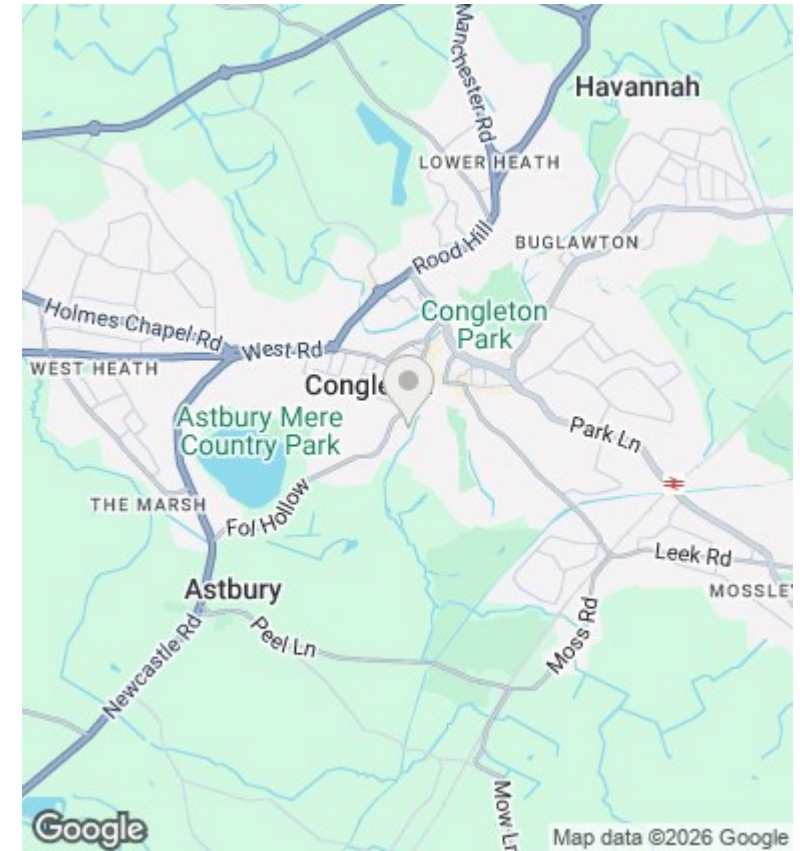 Manchester Rd
Havannah
LOWER HEATH
BUGLAWTON
Rood Hill
Congleton
Park
Holmes Chapel Rd
West Rd
WEST HEATH
Congle
Astbury Mere
Country Park
Park Ln
THE MARSH
Fol Hollow
Leek Rd
Astbury
MOSSLEY
Peel Ln
Moss Rd
Newcastle Rd
Mow Ln
Google
Map data ©2026 Google